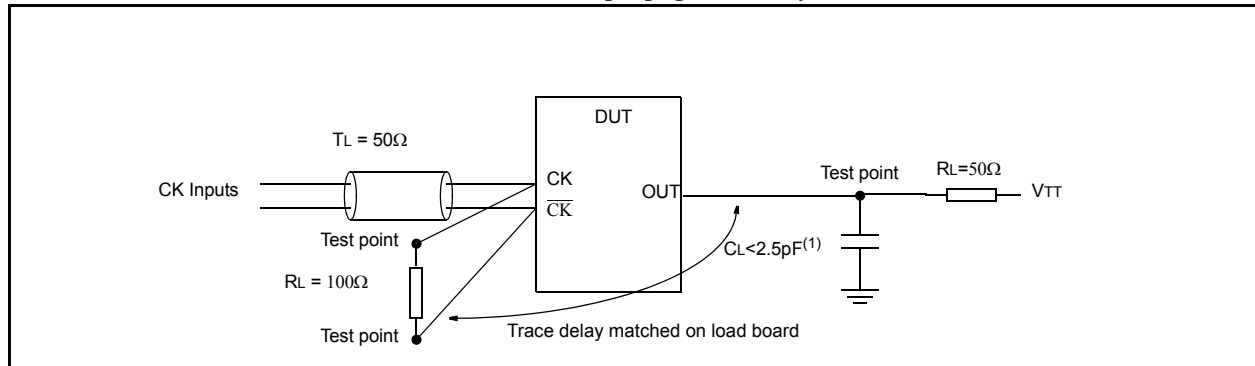 DUT
TL = 50Ω
CK Inputs
CK
CK
OUT
Test point
RL=50Ω
VTT
CL<2.5pF(1)
Test point
RL = 100Ω
Test point
Trace delay matched on load board